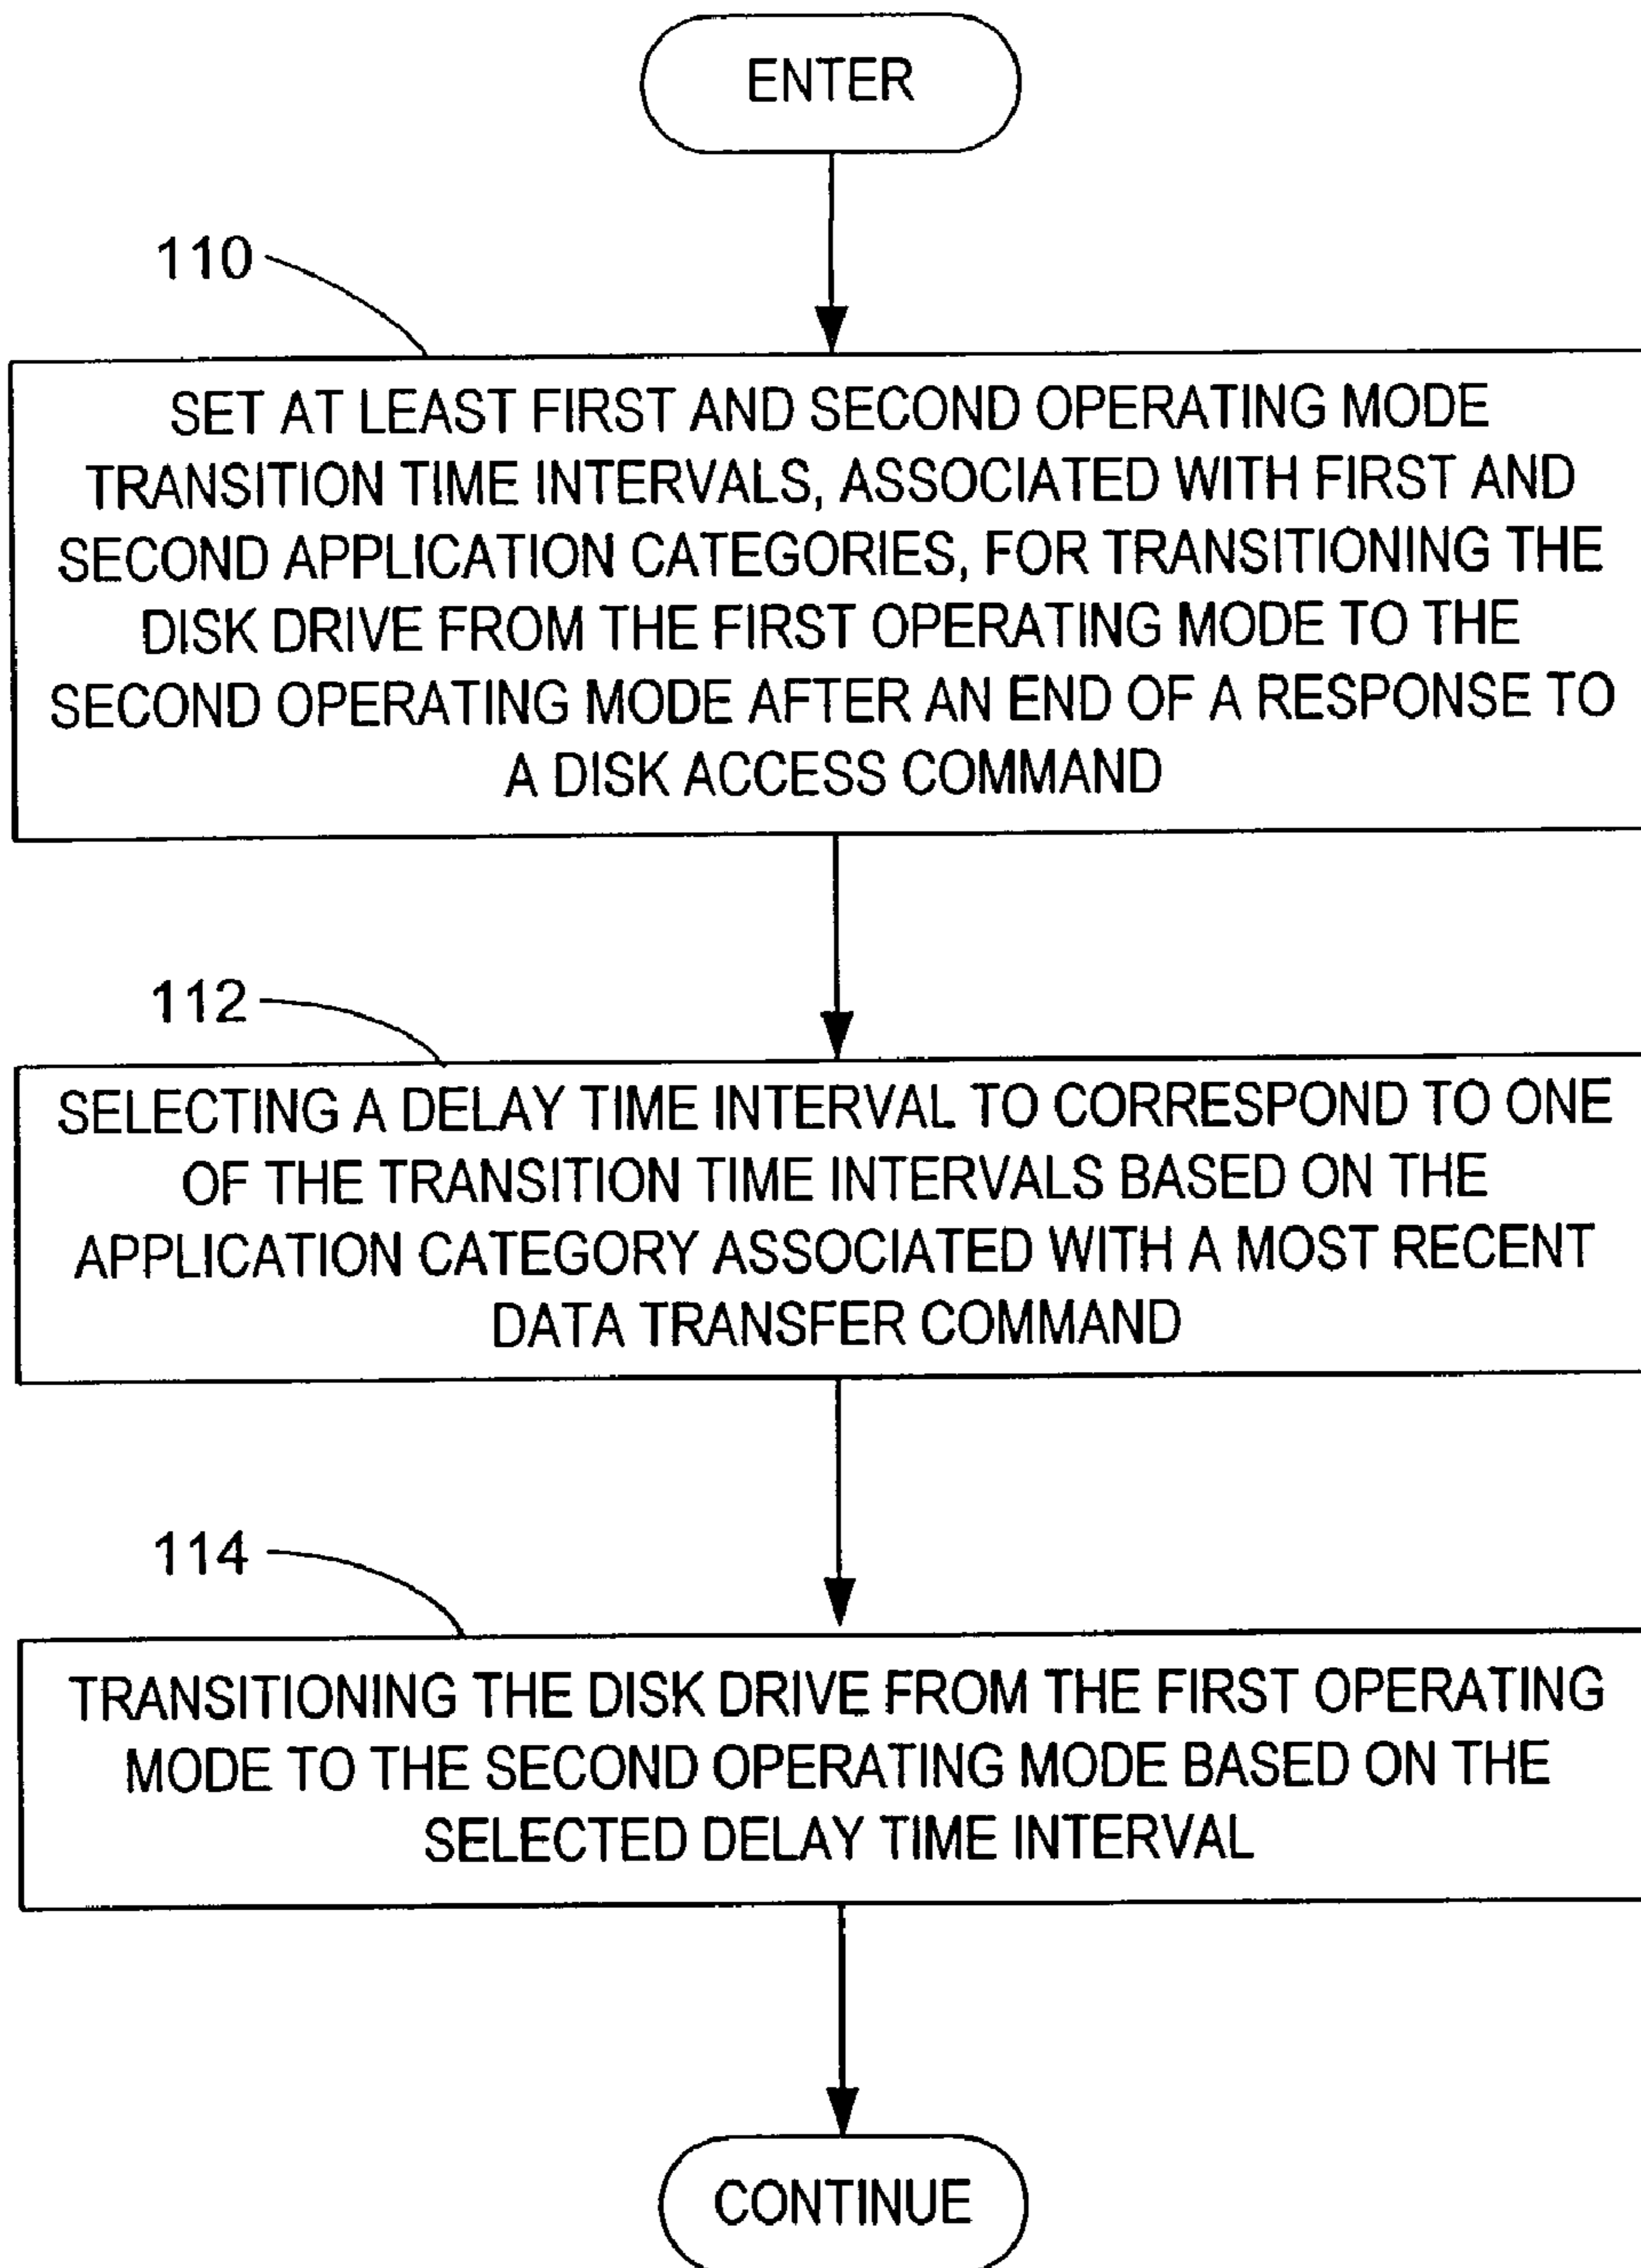 ENTER
110
SET AT LEAST FIRST AND SECOND OPERATING MODE
TRANSITION TIME INTERVALS, ASSOCIATED WITH FIRST AND
SECOND APPLICATION CATEGORIES, FOR TRANSITIONING THE
DISK DRIVE FROM THE FIRST OPERATING MODE TO THE
SECOND OPERATING MODE AFTER AN END OF A RESPONSE TO
A DISK ACCESS COMMAND
112
SELECTING A DELAY TIME INTERVAL TO CORRESPOND TO ONE
OF THE TRANSITION TIME INTERVALS BASED ON THE
APPLICATION CATEGORY ASSOCIATED WITH A MOST RECENT
DATA TRANSFER COMMAND
114
TRANSITIONING THE DISK DRIVE FROM THE FIRST OPERATING
MODE TO THE SECOND OPERATING MODE BASED ON THE
SELECTED DELAY TIME INTERVAL
CONTINUE